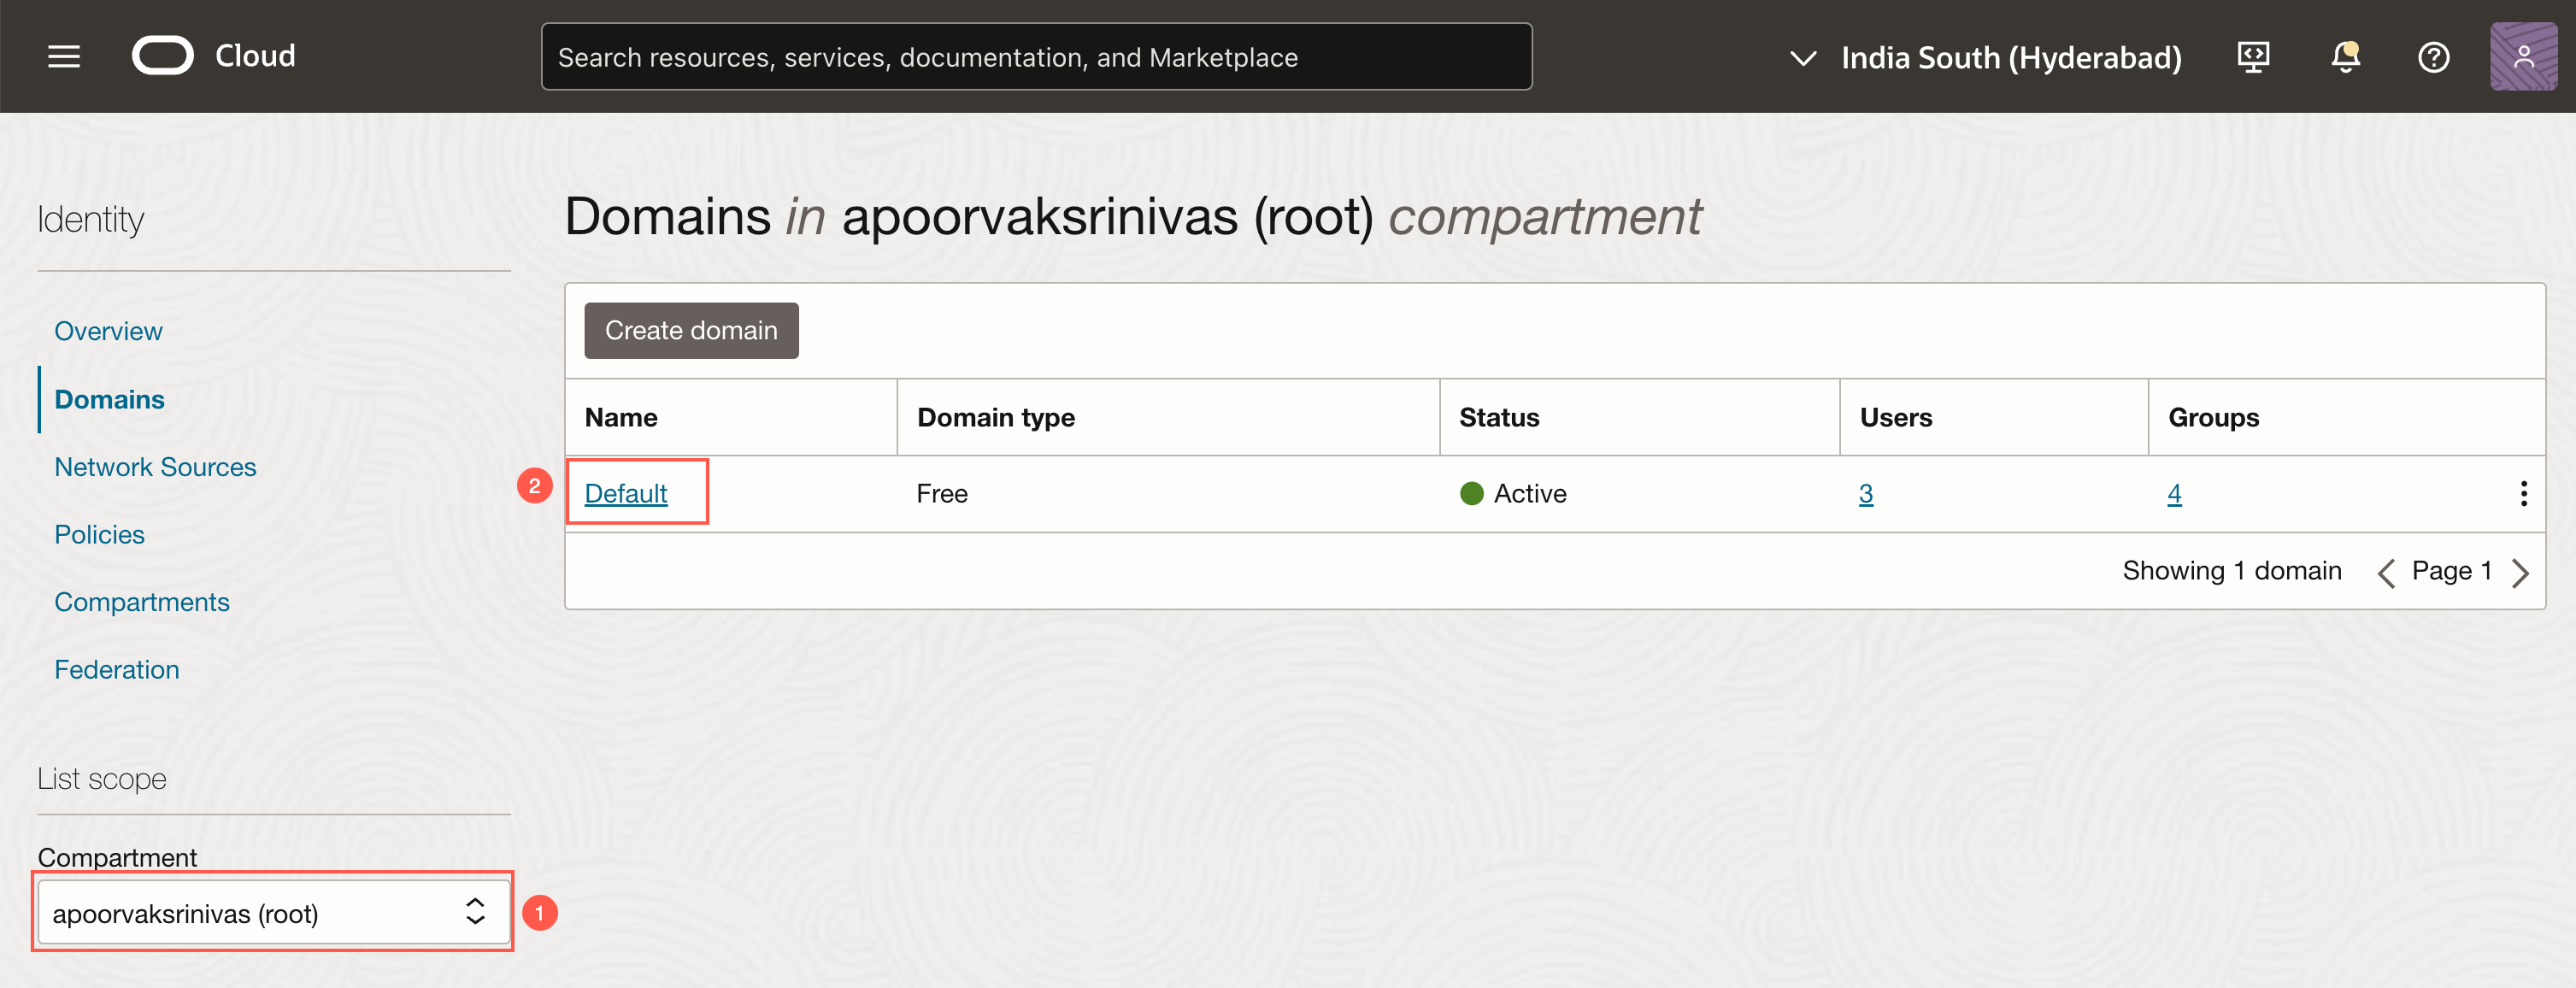 Cloud
Search resources, services, documentation, and Marketplace
India South (Hyderabad)
Identity
Overview
Domains
Network Sources
Policies
Compartments
Federation
List scope
Compartment
apoorvaksrinivas (root)
1
Domains in apoorvaksrinivas (root) compartment
Create domain
Name Domain type Status Users Groups
2 Default Free Active 3 4
Showing 1 domain Page 1